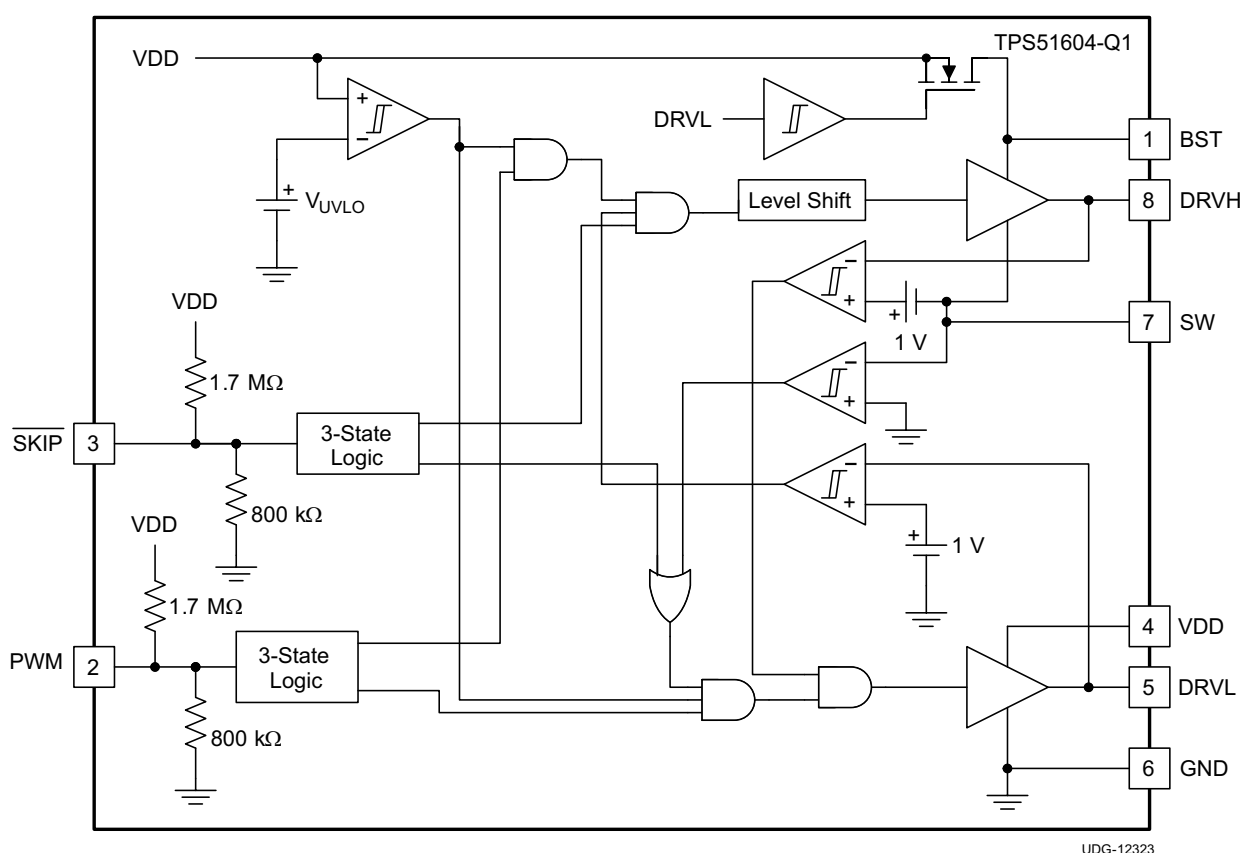 TPS51604-Q1
VDD
+
−
DRVL
1
BST
+
VUVLO
Level Shift
8
DRVH
−
+
+
1 V
7
SW
VDD
1.7 MΩ
−
+
SKIP
3
3-State
Logic
−
+
800 kΩ
+
1 V
VDD
1.7 MΩ
4
VDD
PWM
2
3-State
Logic
5
DRVL
800 kΩ
6
GND
UDG-12323